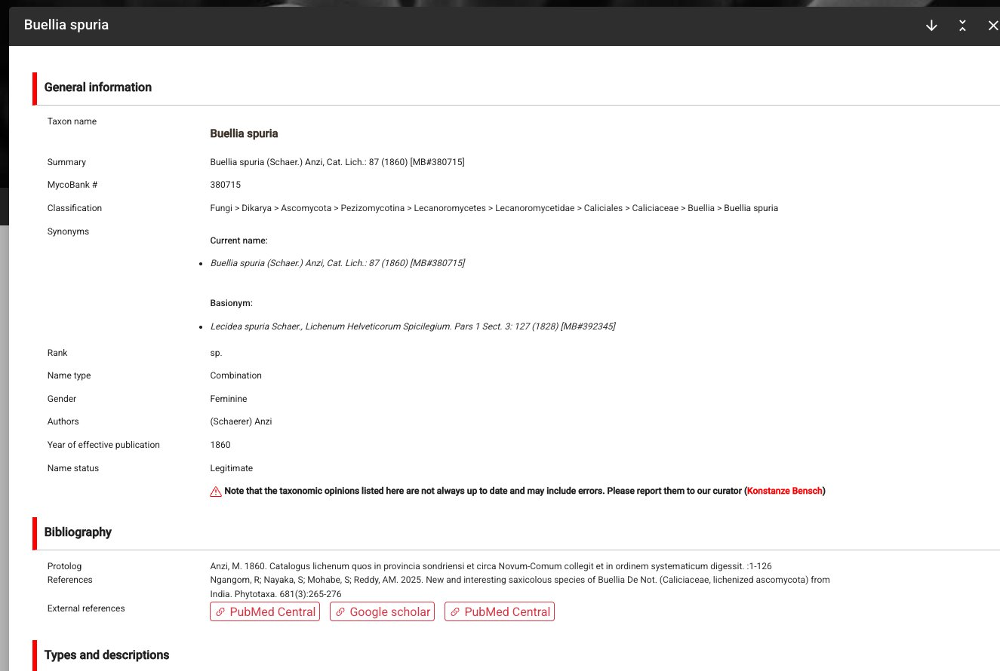 Buellia spuria
General information
Taxon name
Buellia spuria
Summary
Buellia spuria (Schaer.) Anzi, Cat. Lich.: 87 (1860) [MB#380715]
MycoBank #
380715
Classification
Fungi > Dikarya > Ascomycota > Pezizomycotina > Lecanoromycetes > Lecanoromycetidae > Caliciales > Caliciaceae > Buellia > Buellia spuria
Synonyms
Current name:
• Buellia spuria (Schaer.) Anzi, Cat. Lich.: 87 (1860) [MB#380715]
Basionym:
• Lecidea spuria Schaer., Lichenum Helveticorum Spicilegium. Pars 1 Sect. 3: 127 (1828) [MB#392345]
Rank
sp.
Name type
Combination
Gender
Feminine
Authors
(Schaerer) Anzi
Year of effective publication
1860
Name status
Legitimate
Note that the taxonomic opinions listed here are not always up to date and may include errors. Please report them to our curator (Konstanze Bensch)
Bibliography
Protolog
Anzi, M. 1860. Catalogus lichenum quos in provincia sondriensi et circa Novum-Comum collegit et in ordinem systematicum digessit. :1-126
References
Ngangom, R; Nayaka, S; Mohabe, S; Reddy, AM. 2025. New and interesting saxicolous species of Buellia De Not. (Caliciaceae, lichenized ascomycota) from
India. Phytotaxa. 681(3):265-276
External references
PubMed Central
Google scholar
PubMed Central
Types and descriptions